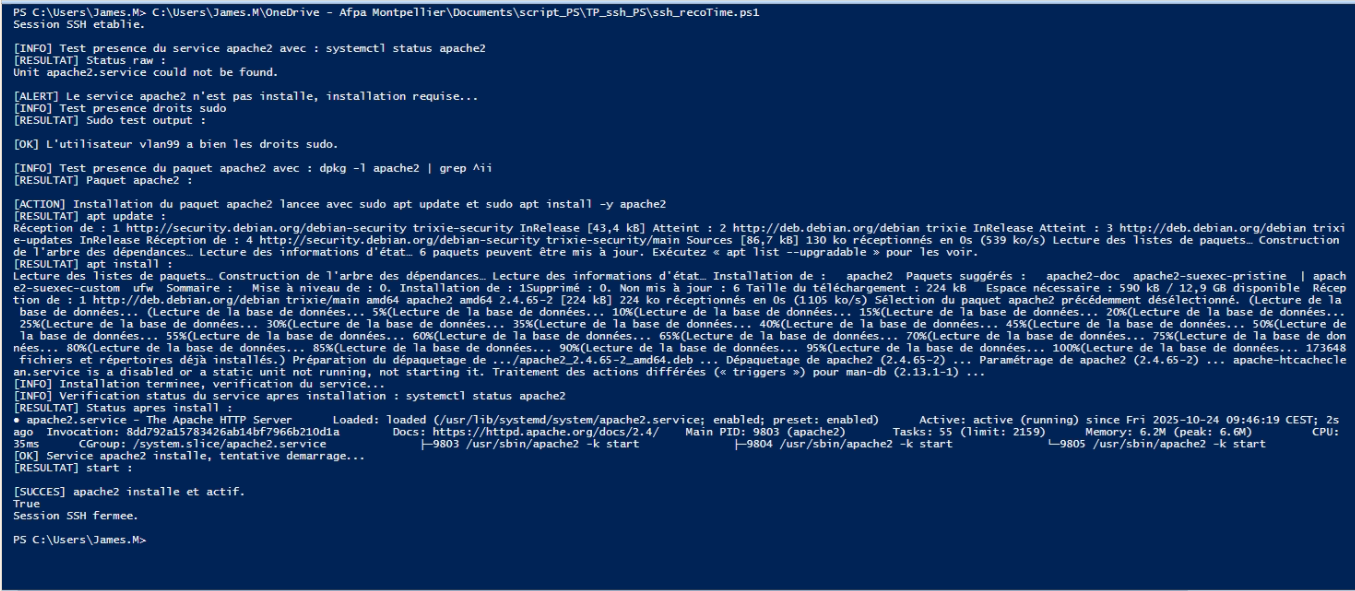 PS C:\Users\James.M> C:\Users\James.M\OneDrive - Afpa Montpellier\Documents\script_PS\TP_ssh_PS\ssh_recoTime.ps1
Session SSH etablie.
[INFO] Test presence du service apache2 avec : systemctl status apache2
[RESULTAT] Status raw :
Unit apache2.service could not be found.
[ALERT] Le service apache2 n'est pas installe, installation requise...
[INFO] Test presence droits sudo
[RESULTAT] Sudo test output :
[OK] L'utilisateur vlan99 a bien les droits sudo.
[INFO] Test presence du paquet apache2 avec : dpkg -l apache2 | grep ^ii
[RESULTAT] Paquet apache2 :
[ACTION] Installation du paquet apache2 lancee avec sudo apt update et sudo apt install -y apache2
[RESULTAT] apt update :
Réception de : 1 http://security.debian.org/debian-security trixie-security InRelease [43,4 kB] Atteint : 2 http://deb.debian.org/debian trixie InRelease Atteint : 3 http://deb.debian.org/debian trixi
e-updates InRelease Réception de : 4 http://security.debian.org/debian-security trixie-security/main Sources [86,7 kB] 130 ko réceptionnés en 0s (539 ko/s) Lecture des listes de paquets… Construction
de l'arbre des dépendances… Lecture des informations d'état… 6 paquets peuvent être mis à jour. Exécutez « apt list --upgradable » pour les voir.
[RESULTAT] apt install :
Lecture des listes de paquets… Construction de l'arbre des dépendances… Lecture des informations d'état… Installation de :   apache2  Paquets suggérés :   apache2-doc  apache2-suexec-pristine  | apach
e2-suexec-custom  ufw  Sommaire :   Mise à niveau de : 0. Installation de : 1Supprimé : 0. Non mis à jour : 6 Taille du téléchargement : 224 kB   Espace nécessaire : 590 kB / 12,9 GB disponible  Récep
tion de : 1 http://deb.debian.org/debian trixie/main amd64 apache2 amd64 2.4.65-2 [224 kB] 224 ko réceptionnés en 0s (1105 ko/s) Sélection du paquet apache2 précédemment désélectionné. (Lecture de la
base de données... (Lecture de la base de données... 5%(Lecture de la base de données... 10%(Lecture de la base de données... 15%(Lecture de la base de données... 20%(Lecture de la base de données...
25%(Lecture de la base de données... 30%(Lecture de la base de données... 35%(Lecture de la base de données... 40%(Lecture de la base de données... 45%(Lecture de la base de données... 50%(Lecture de
la base de données... 55%(Lecture de la base de données... 60%(Lecture de la base de données... 65%(Lecture de la base de données... 70%(Lecture de la base de données... 75%(Lecture de la base de don
nées... 80%(Lecture de la base de données... 85%(Lecture de la base de données... 90%(Lecture de la base de données... 95%(Lecture de la base de données... 100%(Lecture de la base de données... 173648
fichiers et répertoires déjà installés.) Préparation du dépaquetage de .../apache2_2.4.65-2_amd64.deb ... Dépaquetage de apache2 (2.4.65-2) ... Paramétrage de apache2 (2.4.65-2) ... apache-htcachecle
an.service is a disabled or a static unit not running, not starting it. Traitement des actions différées (« triggers ») pour man-db (2.13.1-1) ...
[INFO] Installation terminee, verification du service...
[INFO] Verification status du service apres installation : systemctl status apache2
[RESULTAT] Status apres install :
● apache2.service - The Apache HTTP Server      Loaded: loaded (/usr/lib/systemd/system/apache2.service; enabled; preset: enabled)      Active: active (running) since Fri 2025-10-24 09:46:19 CEST; 2s
ago  Invocation: 8dd792a15783426ab14bf7966b210d1a        Docs: https://httpd.apache.org/docs/2.4/    Main PID: 9803 (apache2)       Tasks: 55 (limit: 2159)      Memory: 6.2M (peak: 6.6M)         CPU:
35ms      CGroup: /system.slice/apache2.service              ├─9803 /usr/sbin/apache2 -k start              ├─9804 /usr/sbin/apache2 -k start              └─9805 /usr/sbin/apache2 -k start
[OK] Service apache2 installe, tentative demarrage...
[RESULTAT] start :
[SUCCES] apache2 installe et actif.
True
Session SSH fermee.
PS C:\Users\James.M>